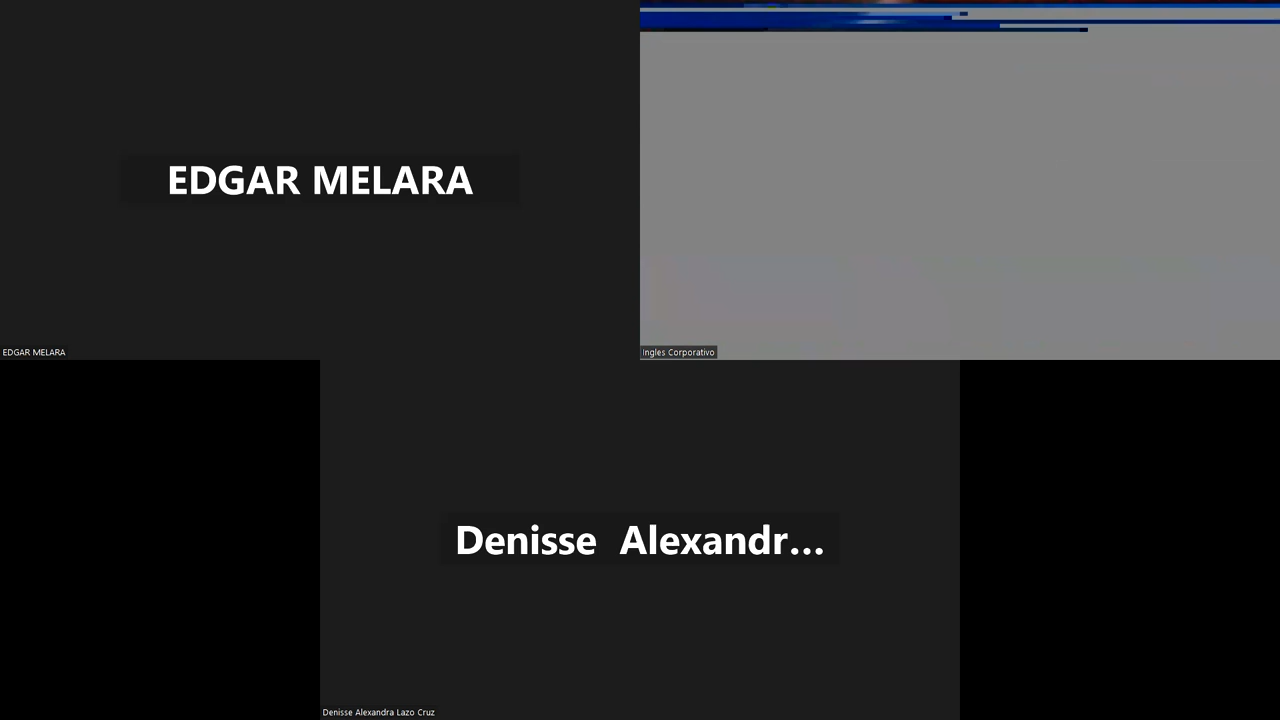 EDGAR MELARA
EDGAR MELARA
Ingles Corporativo
Denisse Alexandr...
Denisse Alexandra Lazo Cruz